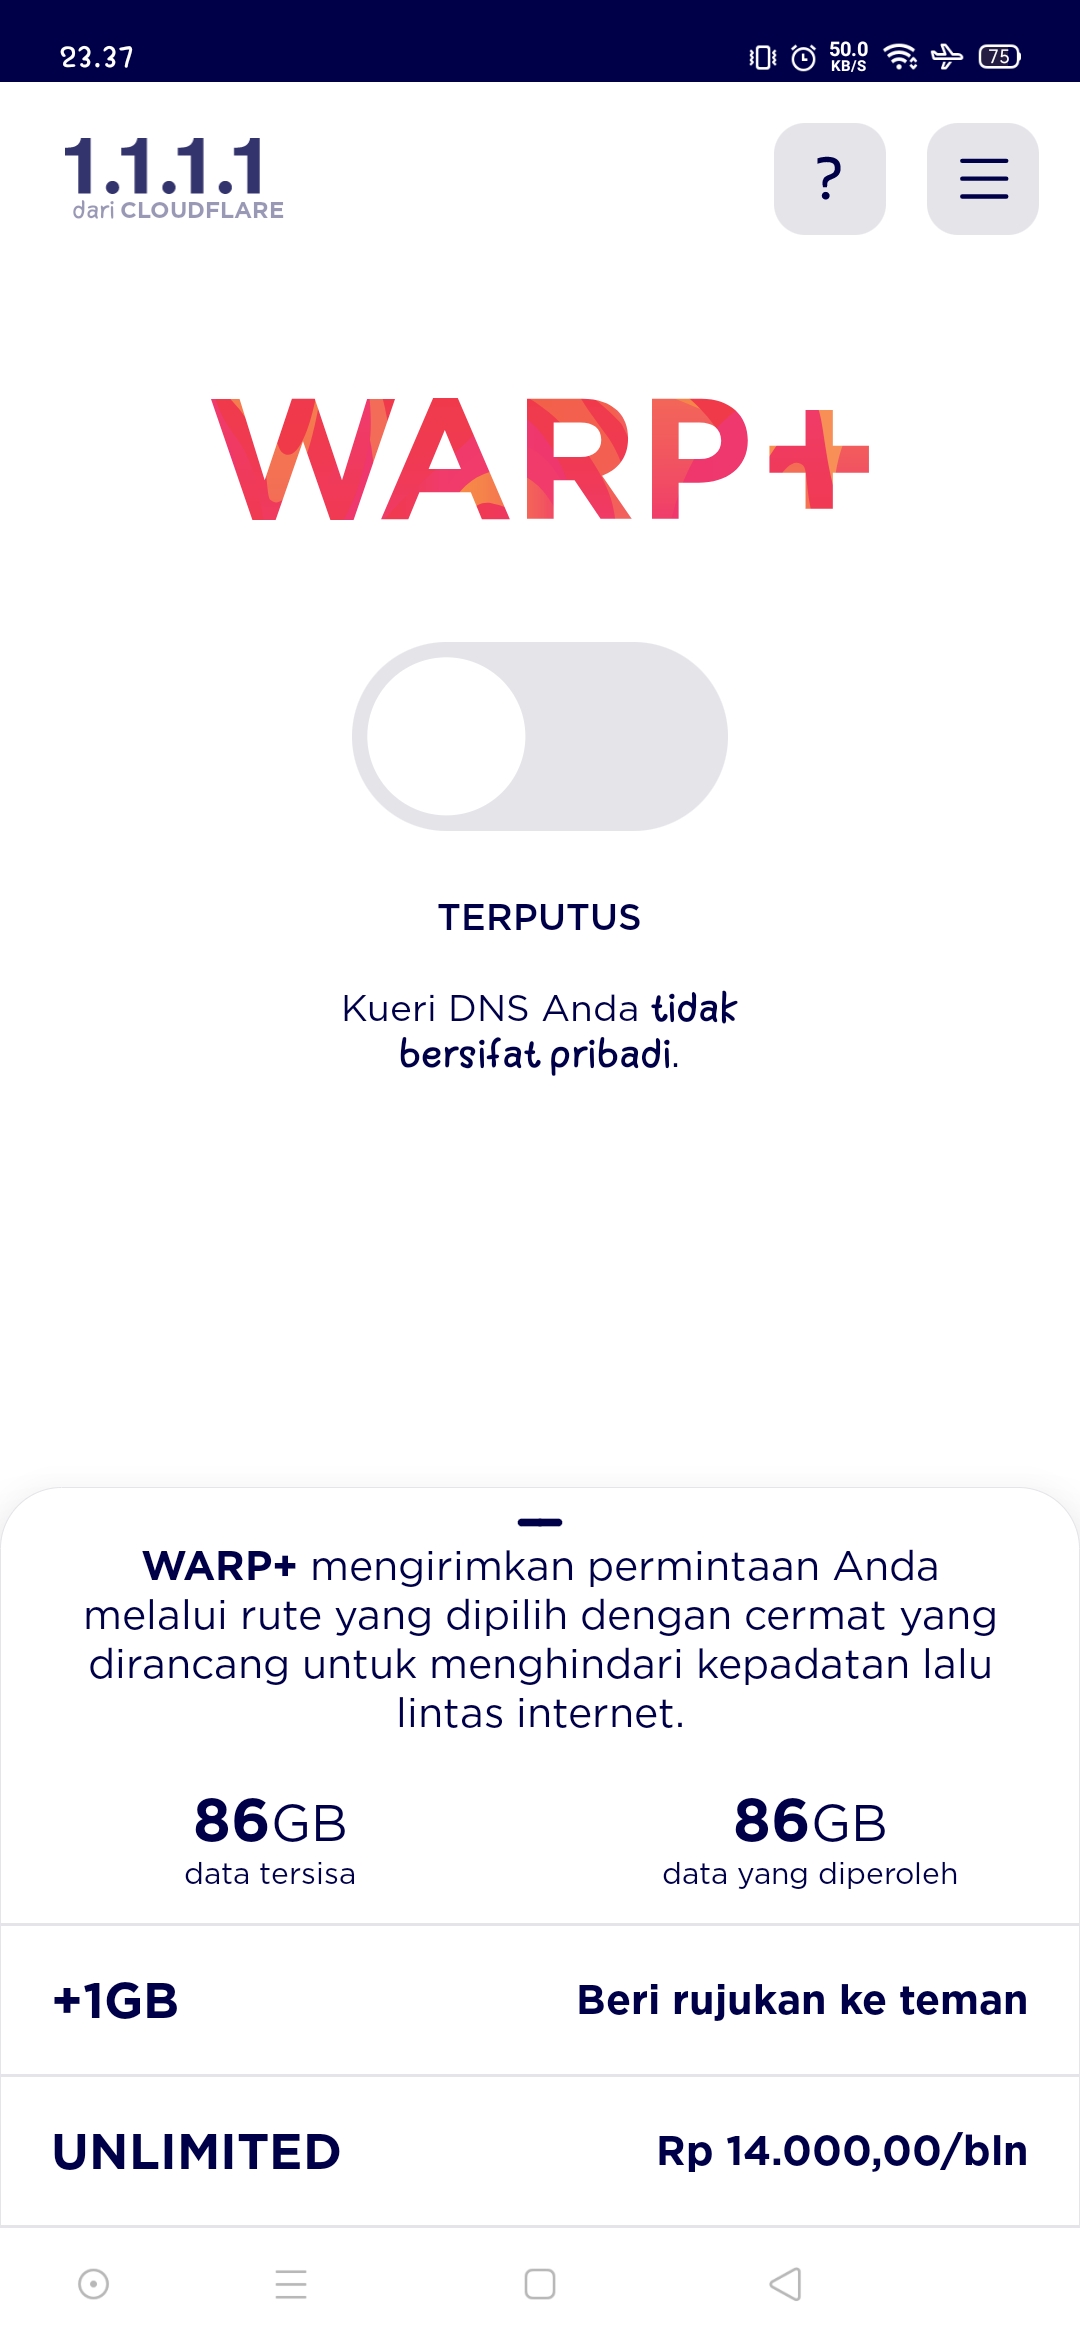 23.37
50.0
KB/S
75
1.1.1.1
dari CLOUDFLARE
?
WARP+
TERPUTUS
Kueri DNS Anda tidak
bersifat pribadi.
WARP+ mengirimkan permintaan Anda
melalui rute yang dipilih dengan cermat yang
dirancang untuk menghindari kepadatan lalu
lintas internet.
86GB
data tersisa
86GB
data yang diperoleh
+1GB
Beri rujukan ke teman
UNLIMITED
Rp 14.000,00/bln